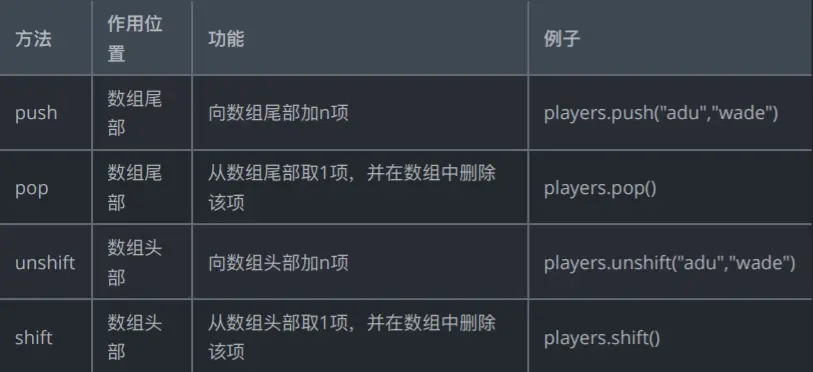 方法
作用位
置
功能
例子
push
数组尾
部
向数组尾部加n项
players.push("adu","wade")
pop
数组尾
部
从数组尾部取1项，并在数组中删除
该项
players.pop()
unshift
数组头
部
向数组头部加n项
players.unshift("adu","wade")
shift
数组头
部
从数组头部取1项，并在数组中删除
该项
players.shift()